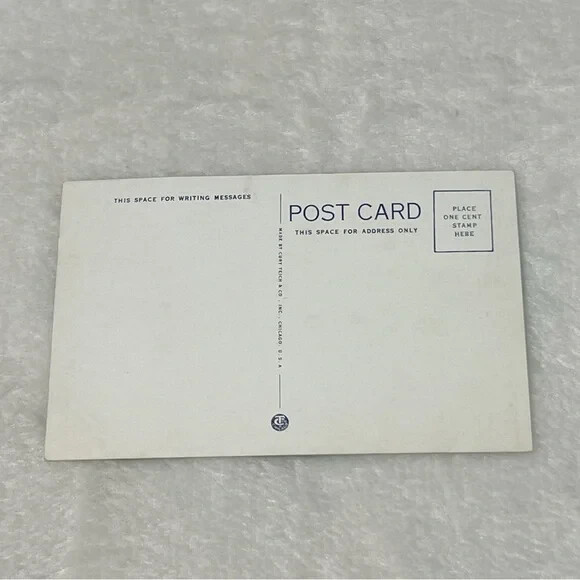 THIS SPACE FOR WRITING MESSAGES
POST CARD
THIS SPACE FOR ADDRESS ONLY
PLACE
ONE CENT
STAMP
HERE
MADE BY CURT TEICH & CO., INC., CHICAGO, U.S.A.